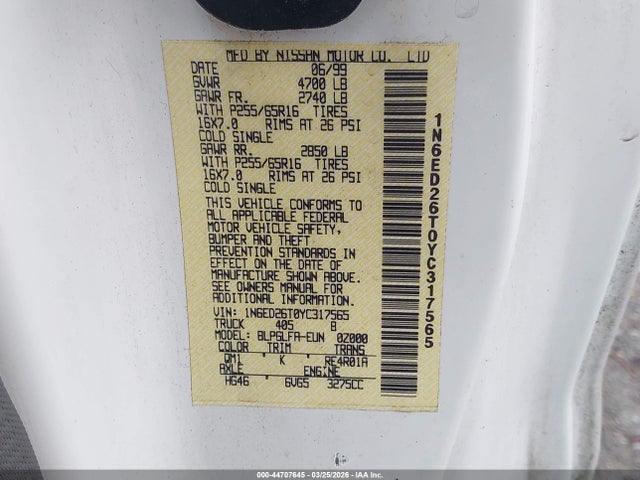 MFD BY NISSAN MOTOR CO. LTD
DATE 06/99
GVWR 4700 LB
GAWR FR. 2740 LB
WITH P255/65R16 TIRES
16X7.0 RIMS AT 26 PSI
COLD SINGLE
GAWR RR. 2850 LB
WITH P255/65R16 TIRES
16X7.0 RIMS AT 26 PSI
COLD SINGLE
THIS VEHICLE CONFORMS TO
ALL APPLICABLE FEDERAL
MOTOR VEHICLE SAFETY,
BUMPER AND THEFT
PREVENTION STANDARDS IN
EFFECT ON THE DATE OF
MANUFACTURE SHOWN ABOVE.
SEE OWNERS MANUAL FOR
ADDITIONAL INFORMATION
VIN: 1N6ED26T0YC317565
TRUCK 405 B
MODEL: BLPGLFA-EUN 0Z000
COLOR TRIM TRANS
QM1 K RE4R01A
AXLE ENGINE
HG46 6VG5 3275CC
1N6ED26T0YC317565
000-44707645 | 03/25/2026 | IAA Inc.